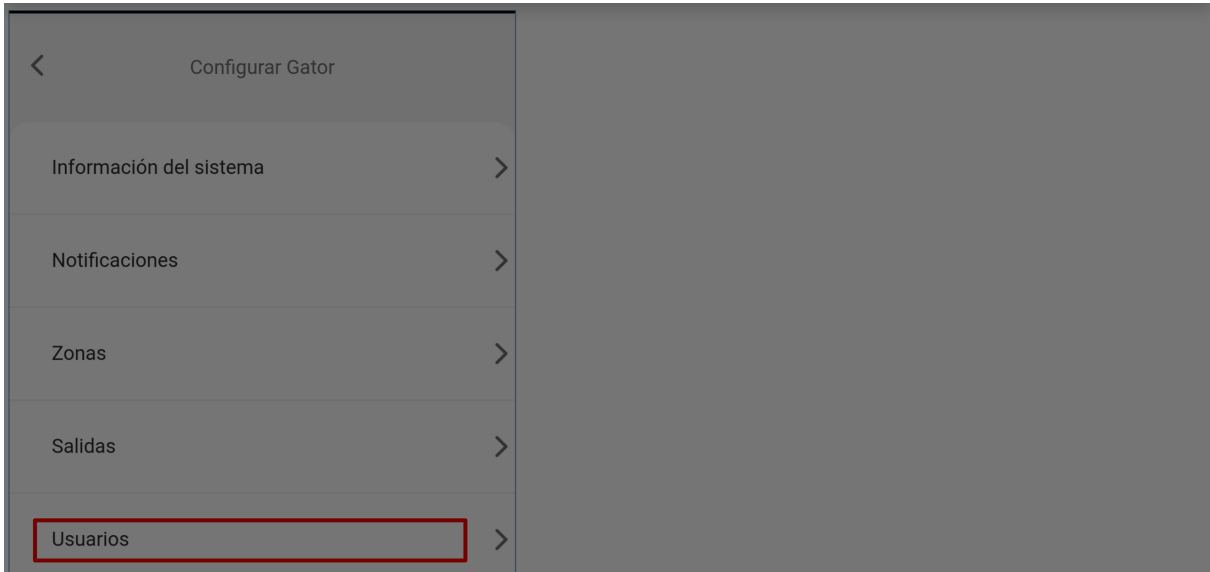 Configurar Gator
Información del sistema
Notificaciones
Zonas
Salidas
Usuarios